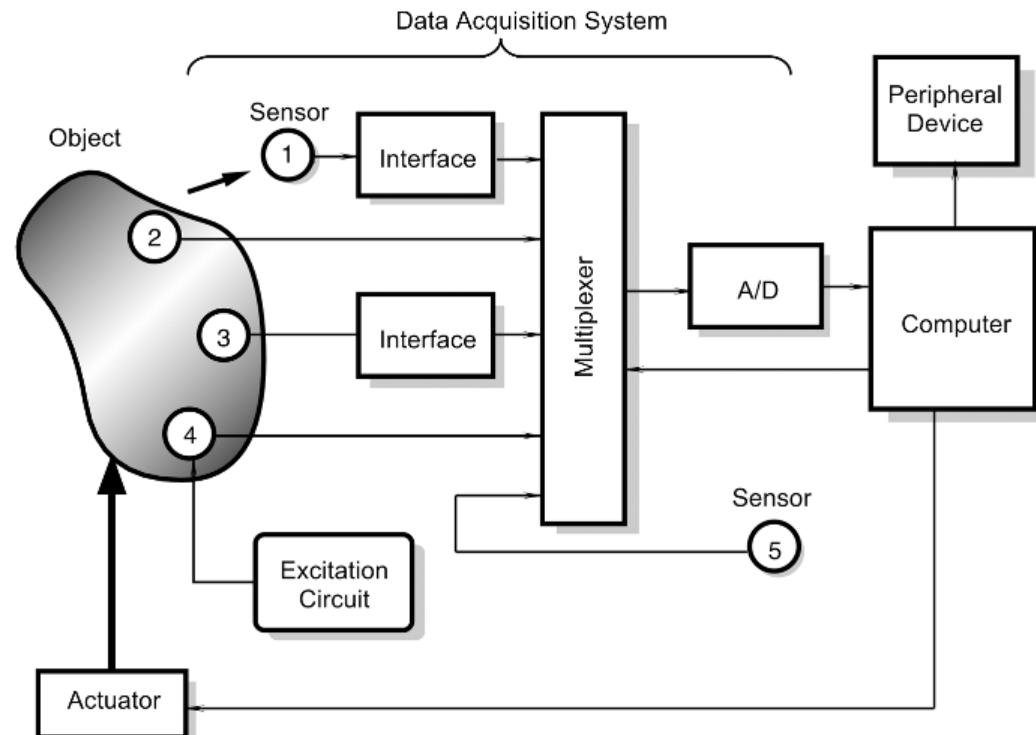 Data Acquisition System
Object
Sensor
1
Interface
Peripheral
Device
2
3
Interface
4
Multiplexer
A/D
Computer
Sensor
5
Excitation
Circuit
Actuator